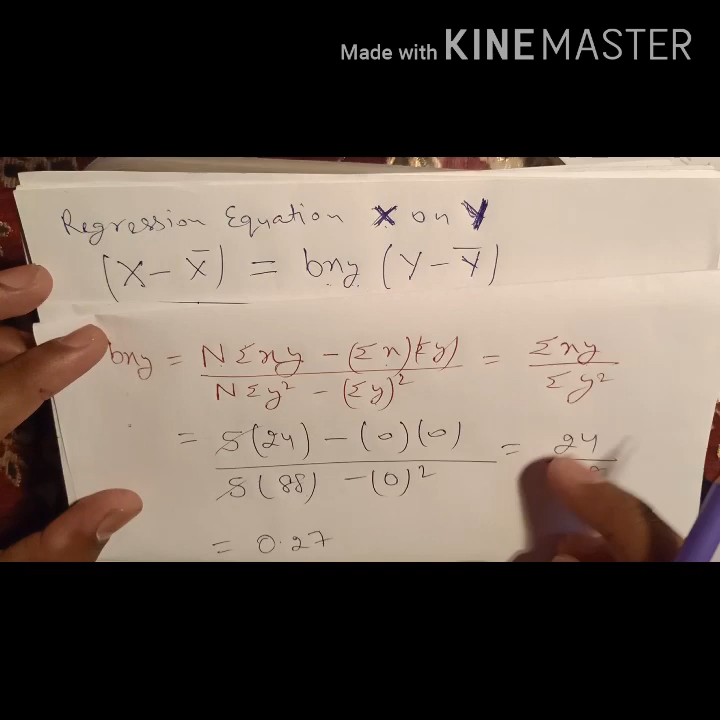 Made with KINEMASTER
Regression Equation X on Y
(X - X̄) = bxy (Y - Ȳ)
bxy = NΣxy - (Σx)(Σy) / NΣy² - (Σy)² = Σxy / Σy²
= 5(24) - (0)(0) / 5(88) - (0)² = 24
= 0.27